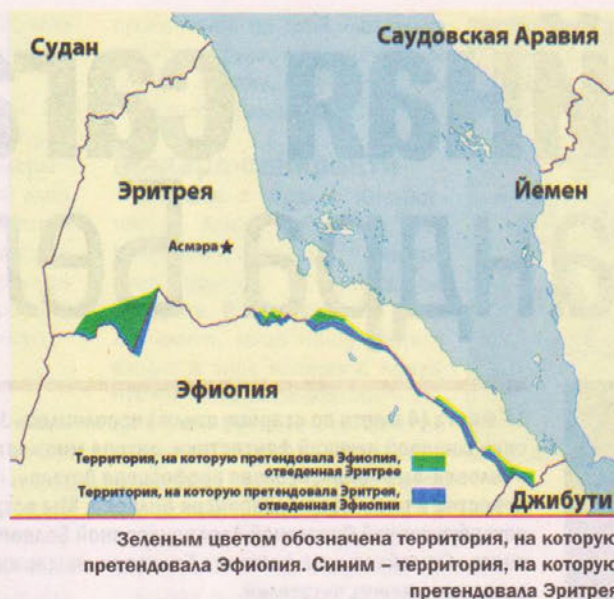 Судан
Саудовская Аравия
Эритрея
Йемен
Асмэра
Эфиопия
Территория, на которую претендовала Эфиопия,
отведенная Эритрее
Территория, на которую претендовала Эритрея,
отведенная Эфиопии
Джибути
Зеленым цветом обозначена территория, на которую
претендовала Эфиопия. Синим – территория, на которую
претендовала Эритрея